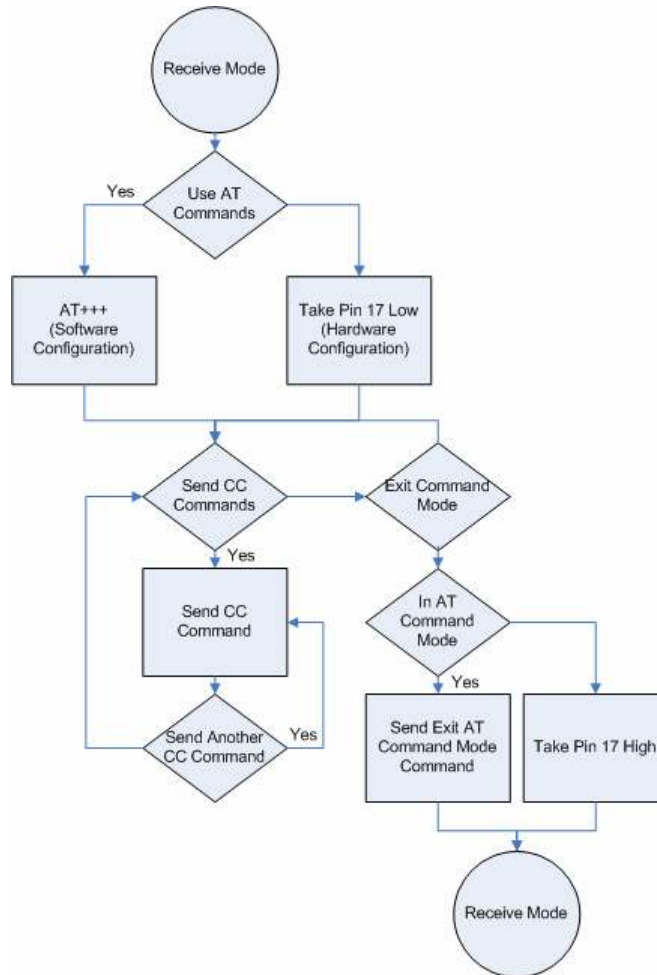 Receive Mode
Yes
Use AT
Commands
AT+++
(Software
Configuration)
Take Pin 17 Low
(Hardware
Configuration)
Send CC
Commands
Exit Command
Mode
Yes
Send CC
Command
In AT
Command
Mode
Yes
Send Another
CC Command
Yes
Send Exit AT
Command Mode
Command
Take Pin 17 High
Receive Mode